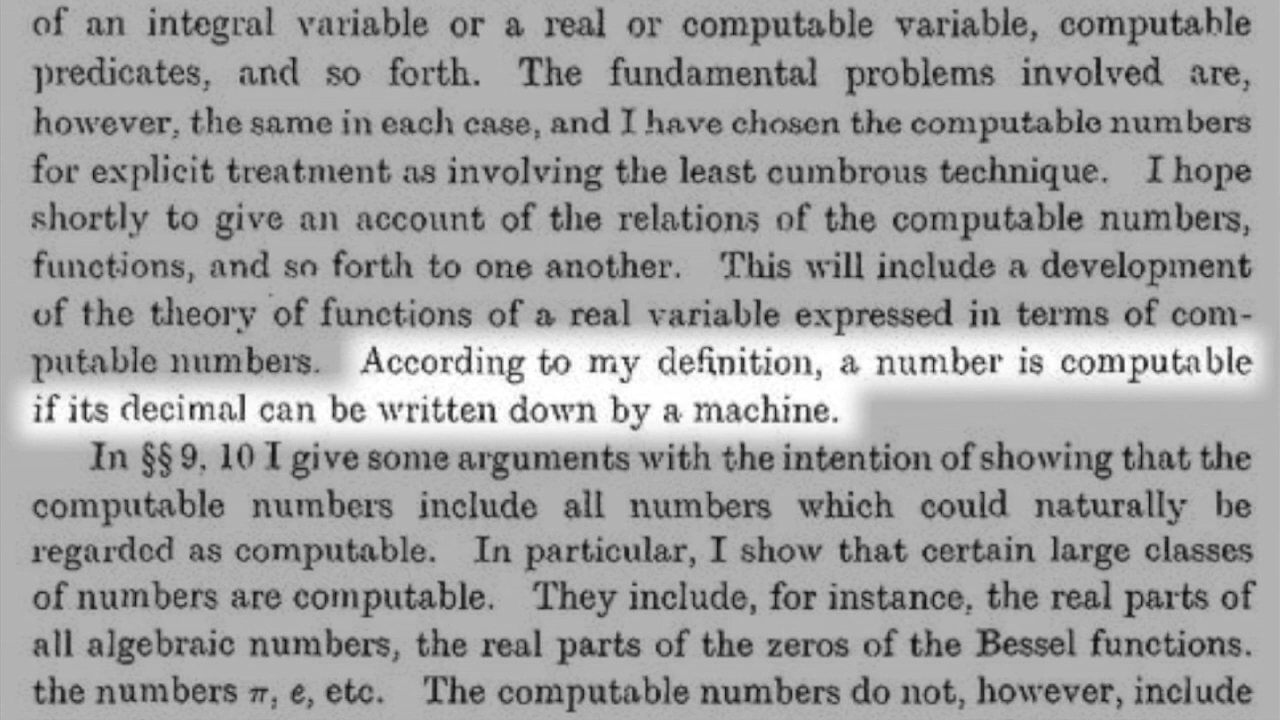 of an integral variable or a real or computable variable, computable
predicates, and so forth. The fundamental problems involved are,
however, the same in each case, and I have chosen the computable numbers
for explicit treatment as involving the least cumbrous technique. I hope
shortly to give an account of the relations of the computable numbers,
functions, and so forth to one another. This will include a development
of the theory of functions of a real variable expressed in terms of com-
putable numbers. According to my definition, a number is computable
if its decimal can be written down by a machine.
In §§ 9, 10 I give some arguments with the intention of showing that the
computable numbers include all numbers which could naturally be
regarded as computable. In particular, I show that certain large classes
of numbers are computable. They include, for instance, the real parts of
all algebraic numbers, the real parts of the zeros of the Bessel functions.
the numbers π, e, etc. The computable numbers do not, however, include